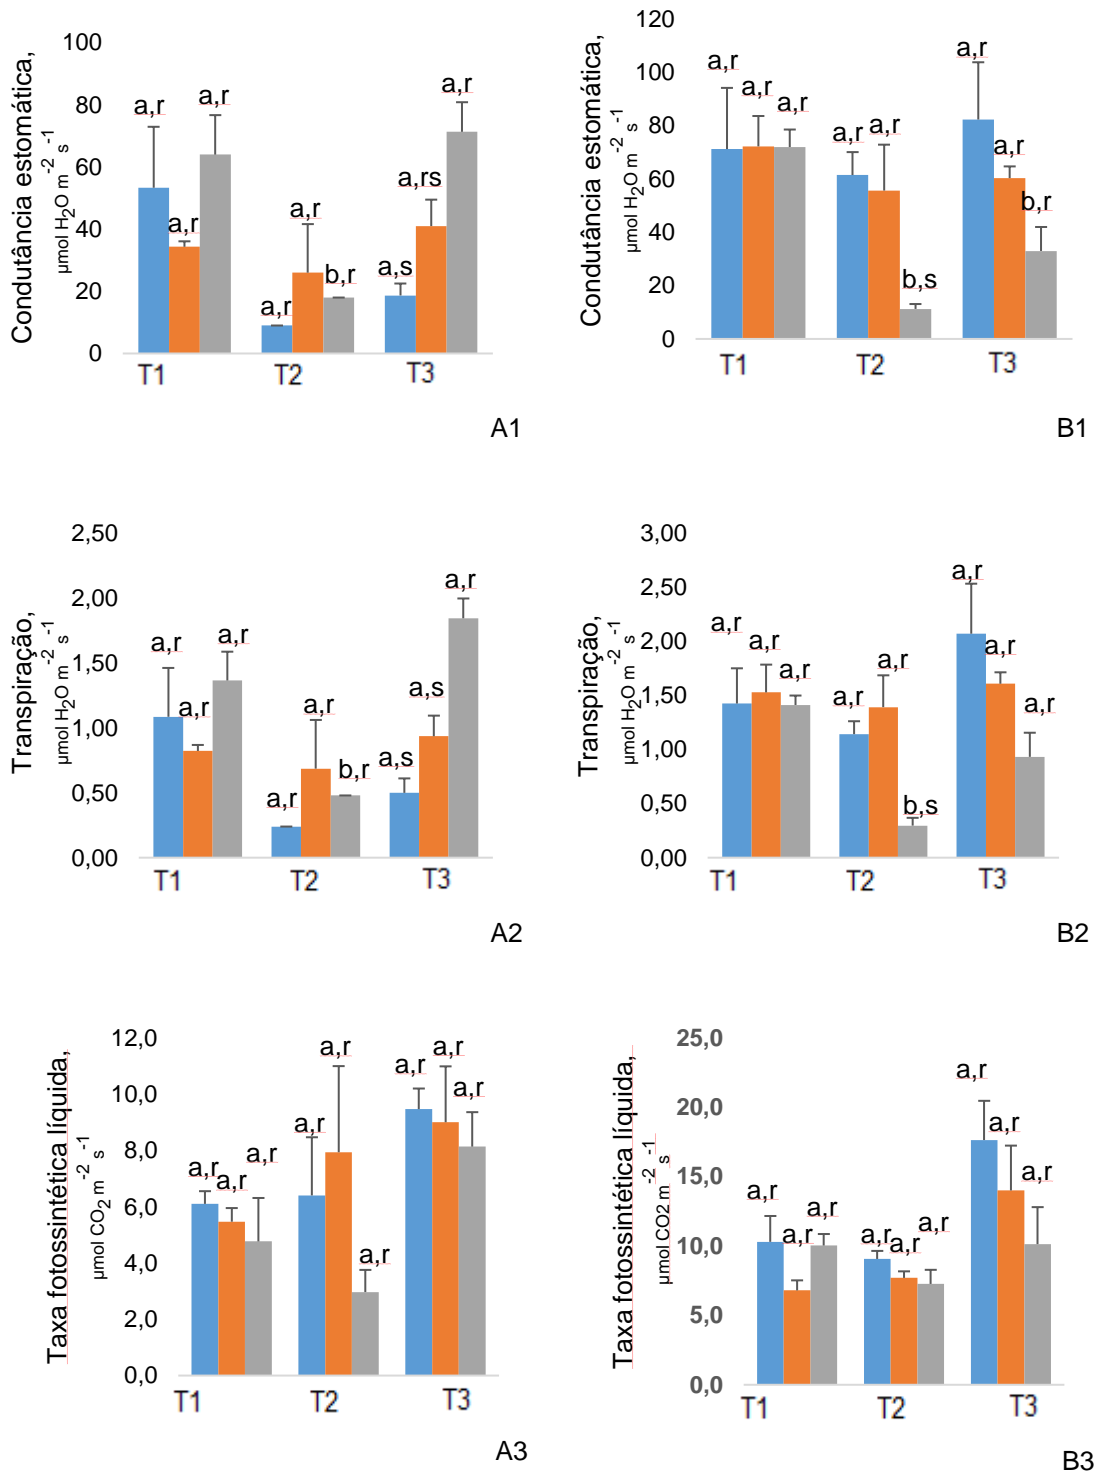 Condutância estomática,
µmol H2O m-2 s-1
100
80
60
40
20
0
a,r
a,r
a,r
a,r
a,r
b,r
a,s
a,rs
a,r
T1 T2 T3
A1
Condutância estomática,
µmol H2O m-2 s-1
120
100
80
60
40
20
0
a,r
a,r
a,r
a,r
a,r
b,s
a,r
a,r
b,r
T1 T2 T3
B1
Transpiração,
µmol H2O m-2 s-1
2,50
2,00
1,50
1,00
0,50
0,00
a,r
a,r
a,r
a,r
a,r
b,r
a,s
a,s
a,r
T1 T2 T3
A2
Transpiração,
µmol H2O m-2 s-1
3,00
2,50
2,00
1,50
1,00
0,50
0,00
a,r
a,r
a,r
a,r
a,r
b,s
a,r
a,r
a,r
T1 T2 T3
B2
Taxa fotossintética líquida,
µmol CO2 m-2 s-1
12,0
10,0
8,0
6,0
4,0
2,0
0,0
a,r
a,r
a,r
a,r
a,r
a,r
a,r
a,r
a,r
T1 T2 T3
A3
Taxa fotossintética líquida,
µmol CO2 m-2 s-1
25,0
20,0
15,0
10,0
5,0
0,0
a,r
a,r
a,r
a,r
a,r
a,r
a,r
a,r
a,r
T1 T2 T3
B3